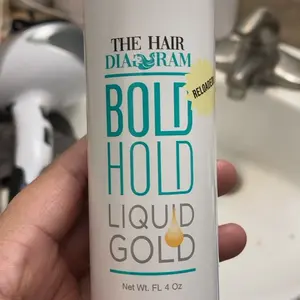 THE HAIR
DIAGRAM
BOLD
RELOADED
HOLD
LIQUID
GOLD
Net Wt. FL 4 Oz